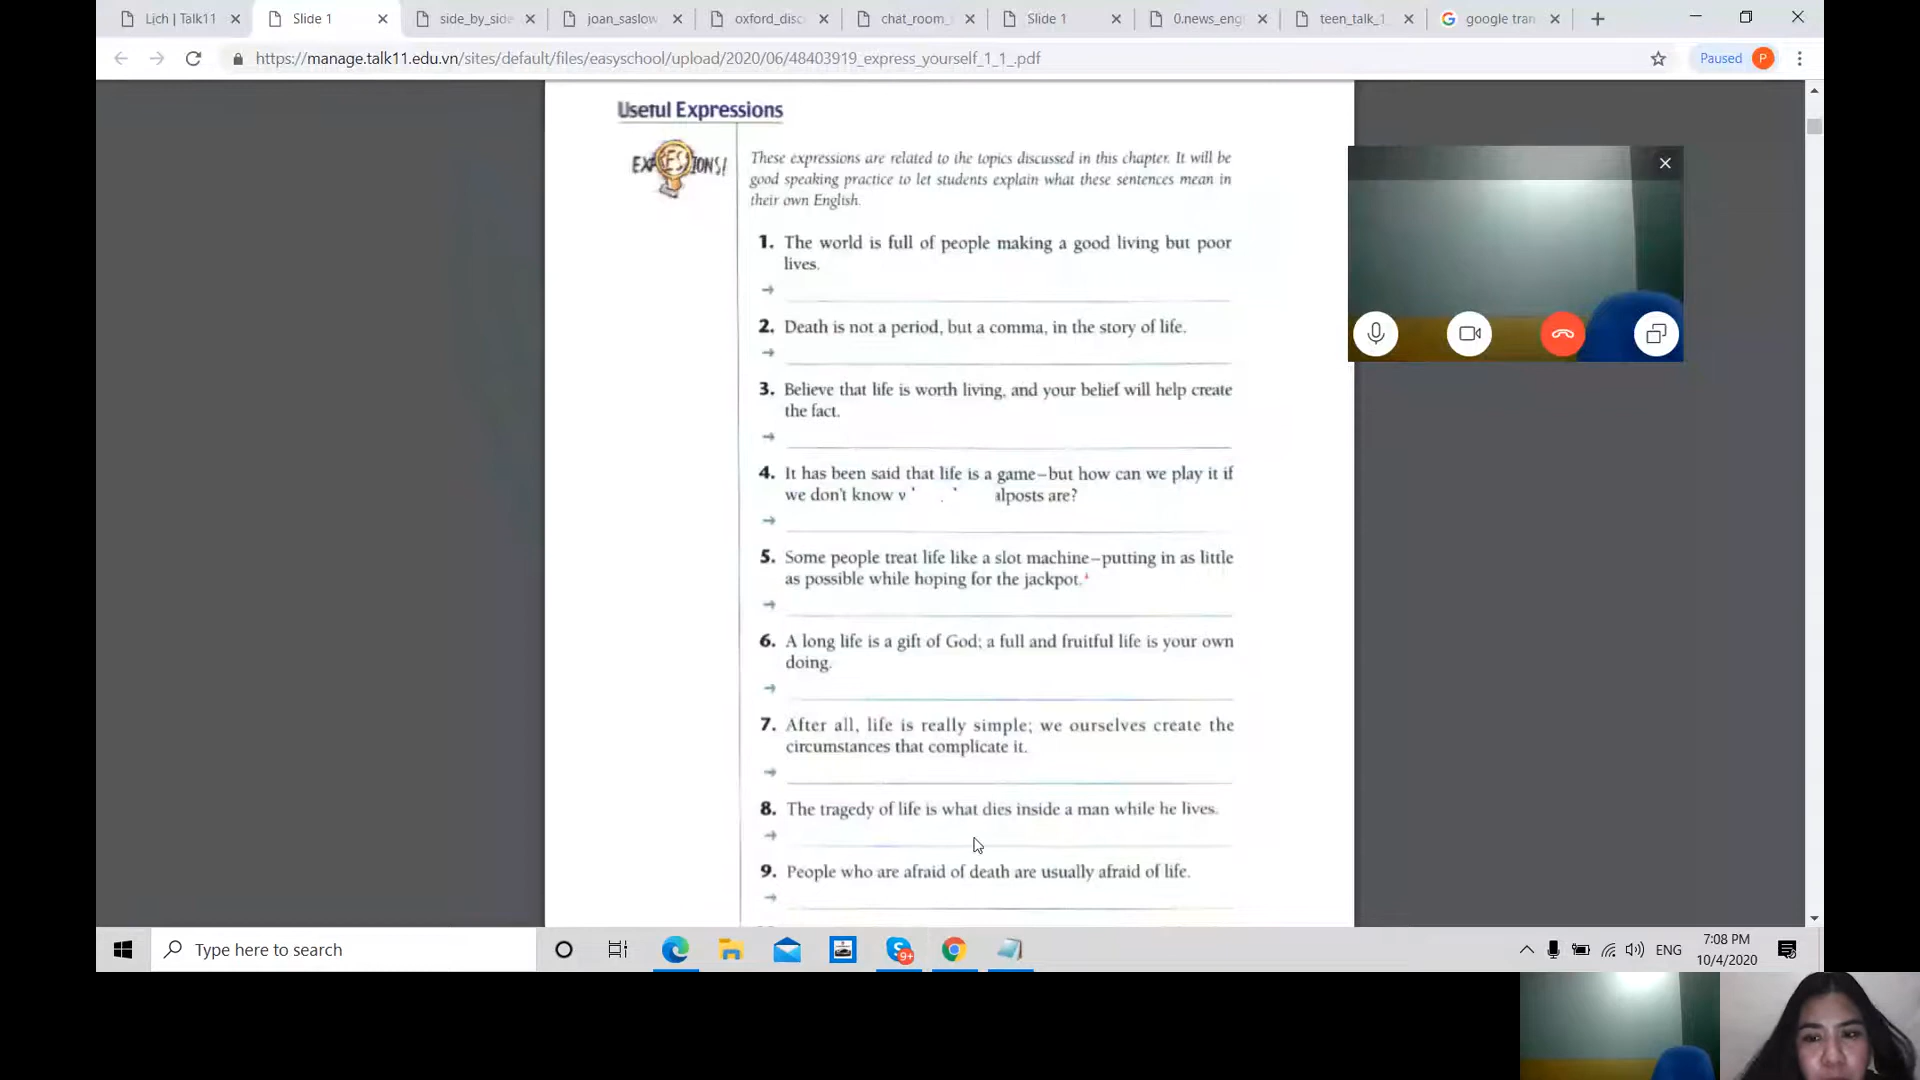 Lịch | Talk11
Slide 1
side_by_side
joan_saslow
oxford_disc
chat_room_
Slide 1
0.news_eng
teen_talk_1
google tran
https://manage.talk11.edu.vn/sites/default/files/easyschool/upload/2020/06/48403919_express_yourself_1_1_.pdf
Paused
P
Useful Expressions
These expressions are related to the topics discussed in this chapter. It will be
good speaking practice to let students explain what these sentences mean in
their own English.
1. The world is full of people making a good living but poor
lives.
2. Death is not a period, but a comma, in the story of life.
3. Believe that life is worth living, and your belief will help create
the fact.
4. It has been said that life is a game–but how can we play it if
we don't know alposts are?
5. Some people treat life like a slot machine–putting in as little
as possible while hoping for the jackpot.
6. A long life is a gift of God; a full and fruitful life is your own
doing.
7. After all, life is really simple; we ourselves create the
circumstances that complicate it.
8. The tragedy of life is what dies inside a man while he lives.
9. People who are afraid of death are usually afraid of life.
Type here to search
9+
ENG
7:08 PM
10/4/2020